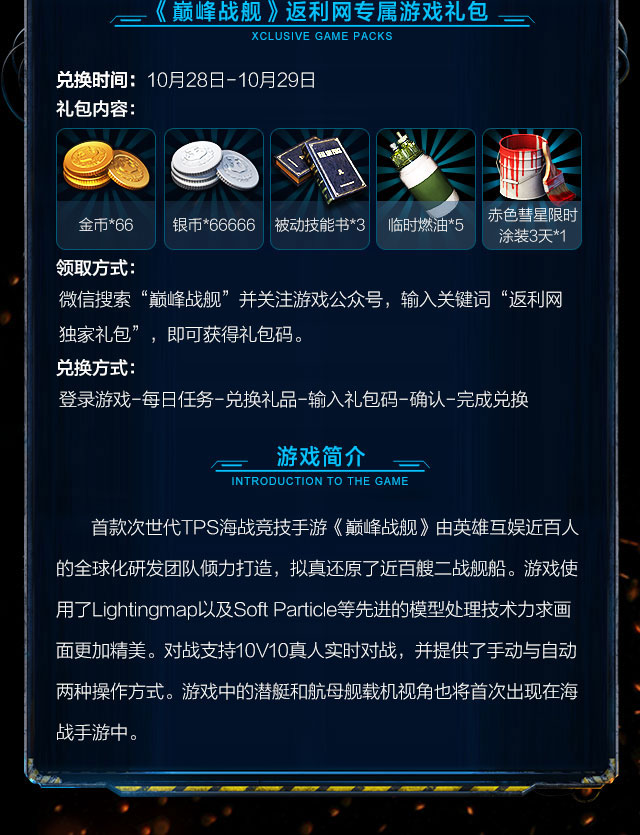 《巅峰战舰》返利网专属游戏礼包
XCLUSIVE GAME PACKS
兑换时间：10月28日-10月29日
礼包内容：
金币*66
银币*66666
被动技能书*3
临时燃油*5
赤色彗星限时
涂装3天*1
领取方式：
微信搜索“巅峰战舰”并关注游戏公众号，输入关键词“返利网
独家礼包”，即可获得礼包码。
兑换方式：
登录游戏-每日任务-兑换礼品-输入礼包码-确认-完成兑换
游戏简介
INTRODUCTION TO THE GAME
首款次世代TPS海战竞技手游《巅峰战舰》由英雄互娱近百人
的全球化研发团队倾力打造，拟真还原了近百艘二战舰船。游戏使
用了Lightingmap以及Soft Particle等先进的模型处理技术力求画
面更加精美。对战支持10V10真人实时对战，并提供了手动与自动
两种操作方式。游戏中的潜艇和航母舰载机视角也将首次出现在海
战手游中。